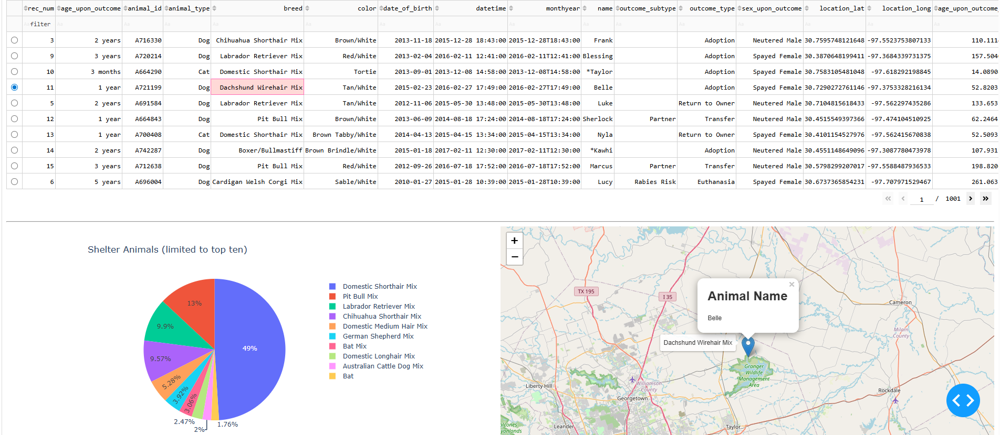 rec_num age_upon_outcome animal_id animal_type breed color date_of_birth datetime monthyear name outcome_subtype outcome_type sex_upon_outcome location_lat location_long age_upon_outcome_
Aa filter Aa Aa Aa Aa Aa Aa Aa Aa Aa Aa Aa Aa Aa Aa Aa
3 2 years A716330 Dog Chihuahua Shorthair Mix Brown/White 2013-11-18 2015-12-28 18:43:00 2015-12-28T18:43:00 Frank Adoption Neutered Male 30.7595748121648 -97.5523753807133 110.111
9 3 years A720214 Dog Labrador Retriever Mix Red/White 2013-02-04 2016-02-11 12:41:00 2016-02-11T12:41:00 Blessing Adoption Spayed Female 30.3870648199411 -97.3684339731375 157.504
10 3 months A664290 Cat Domestic Shorthair Mix Tortie 2013-09-01 2013-12-08 14:58:00 2013-12-08T14:58:00 *Taylor Adoption Spayed Female 30.7583105481048 -97.618292198845 14.0890
11 1 year A721199 Dog Dachshund Wirehair Mix Tan/White 2015-02-23 2016-02-27 17:49:00 2016-02-27T17:49:00 Belle Adoption Spayed Female 30.7290272761146 -97.3753328216134 52.8203
5 2 years A691584 Dog Labrador Retriever Mix Tan/White 2012-11-06 2015-05-30 13:48:00 2015-05-30T13:48:00 Luke Return to Owner Neutered Male 30.7104815618433 -97.562297435286 133.653
12 1 year A664843 Dog Pit Bull Mix Brown/White 2013-06-09 2014-08-18 17:24:00 2014-08-18T17:24:00 Sherlock Partner Transfer Neutered Male 30.4515549397366 -97.474104510925 62.2464
13 1 year A700408 Cat Domestic Shorthair Mix Brown Tabby/White 2014-04-13 2015-04-15 13:34:00 2015-04-15T13:34:00 Nyla Return to Owner Spayed Female 30.4101154527976 -97.562415670838 52.5093
14 2 years A742287 Dog Boxer/Bullmastiff Brown Brindle/White 2015-01-18 2017-02-11 12:30:00 2017-02-11T12:30:00 *Kawhi Adoption Neutered Male 30.4551148649096 -97.3087780473978 107.931
15 3 years A712638 Dog Pit Bull Mix Red/White 2012-09-26 2016-07-18 17:52:00 2016-07-18T17:52:00 Marcus Partner Transfer Neutered Male 30.5798299207017 -97.5588487936533 198.820
6 5 years A696004 Dog Cardigan Welsh Corgi Mix Sable/White 2010-01-27 2015-01-28 10:39:00 2015-01-28T10:39:00 Lucy Rabies Risk Euthanasia Spayed Female 30.6737365854231 -97.707971529467 261.063
1 / 1001
Shelter Animals (limited to top ten)
49%
13%
9.9%
9.57%
5.28%
3.92%
3.06%
2.47%
2%
1.76%
Domestic Shorthair Mix
Pit Bull Mix
Labrador Retriever Mix
Chihuahua Shorthair Mix
Domestic Medium Hair Mix
German Shepherd Mix
Bat Mix
Domestic Longhair Mix
Australian Cattle Dog Mix
Bat
+
−
×
Animal Name
Belle
Dachshund Wirehair Mix
TX 195
I 35
Cameron
Milam
County
Granger
Wildlife
Management
Area
Liberty Hill
Williamson
County
Georgetown
Rockdale
Leander
Taylor
alcones
yonlands